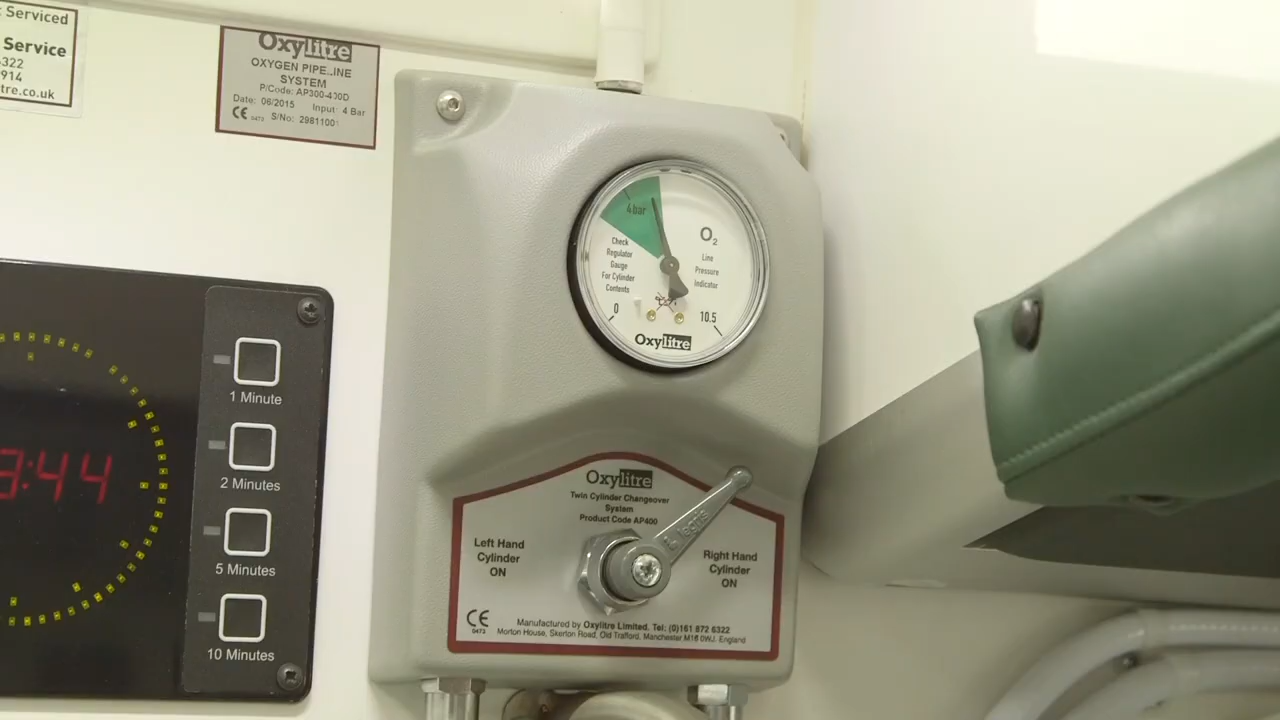 Serviced
Service
6322
914
tre.co.uk
Oxylitre
OXYGEN PIPELINE
SYSTEM
P/Code: AP300-400D
Date: 06/2015 Input: 4 Bar
CE 0473 S/No: 2981100
4 bar
O2
Line
Pressure
Indicator
Check
Regulator
Gauge
For Cylinder
Contents
0
10.5
Oxylitre
3:44
1 Minute
2 Minutes
5 Minutes
10 Minutes
Oxylitre
Twin Cylinder Changeover
System
Product Code AP400
Left Hand
Cylinder
ON
Right Hand
Cylinder
ON
CE
0473
Manufactured by Oxylitre Limited. Tel: (0)161 872 6322
Morton House, Skerton Road, Old Trafford, Manchester M16 0WJ. England